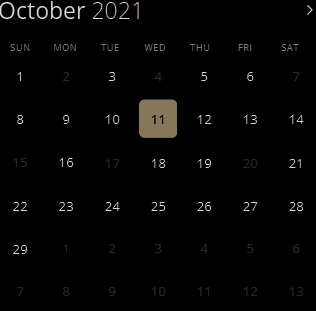 October 2021 >
SUN MON TUE WED THU FRI SAT
1 2 3 4 5 6 7
8 9 10 11 12 13 14
15 16 17 18 19 20 21
22 23 24 25 26 27 28
29 1 2 3 4 5 6
7 8 9 10 11 12 13